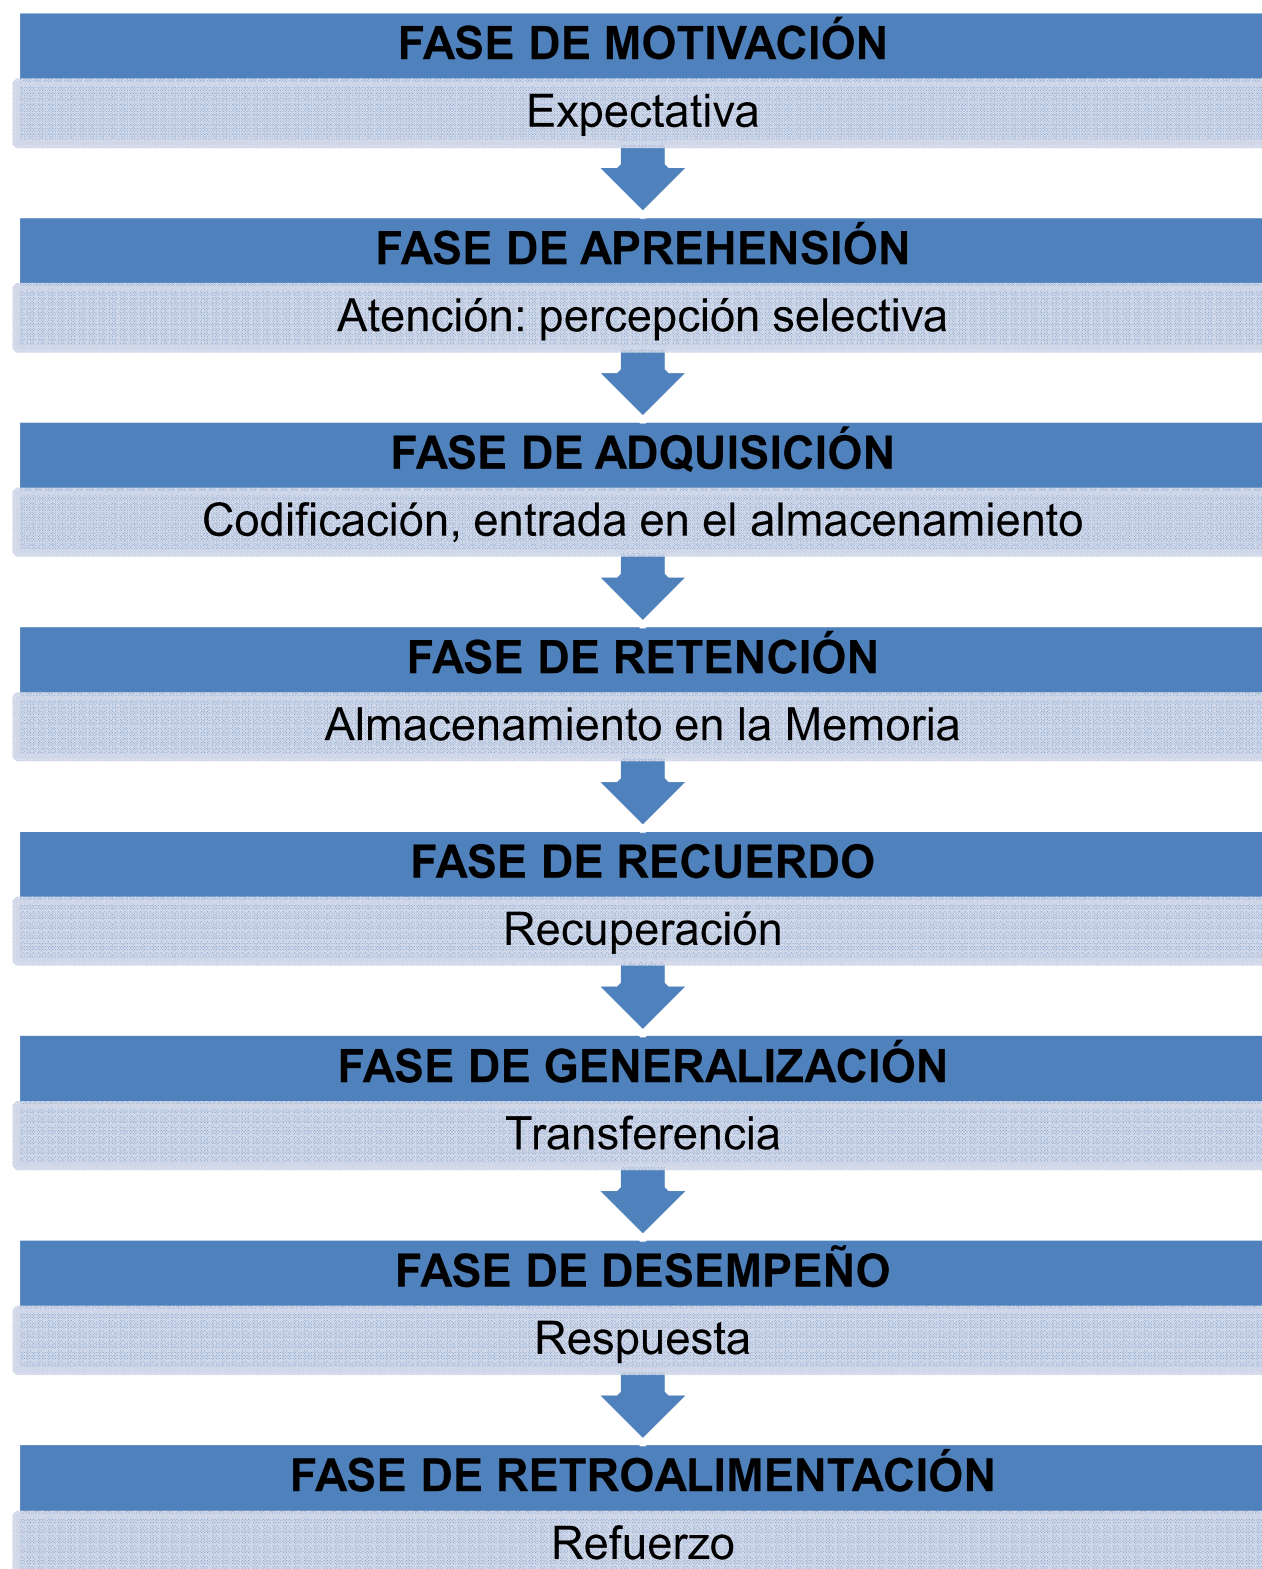 FASE DE MOTIVACIÓN
Expectativa
FASE DE APREHENSIÓN
Atención: percepción selectiva
FASE DE ADQUISICIÓN
Codificación, entrada en el almacenamiento
FASE DE RETENCIÓN
Almacenamiento en la Memoria
FASE DE RECUERDO
Recuperación
FASE DE GENERALIZACIÓN
Transferencia
FASE DE DESEMPEÑO
Respuesta
FASE DE RETROALIMENTACIÓN
Refuerzo